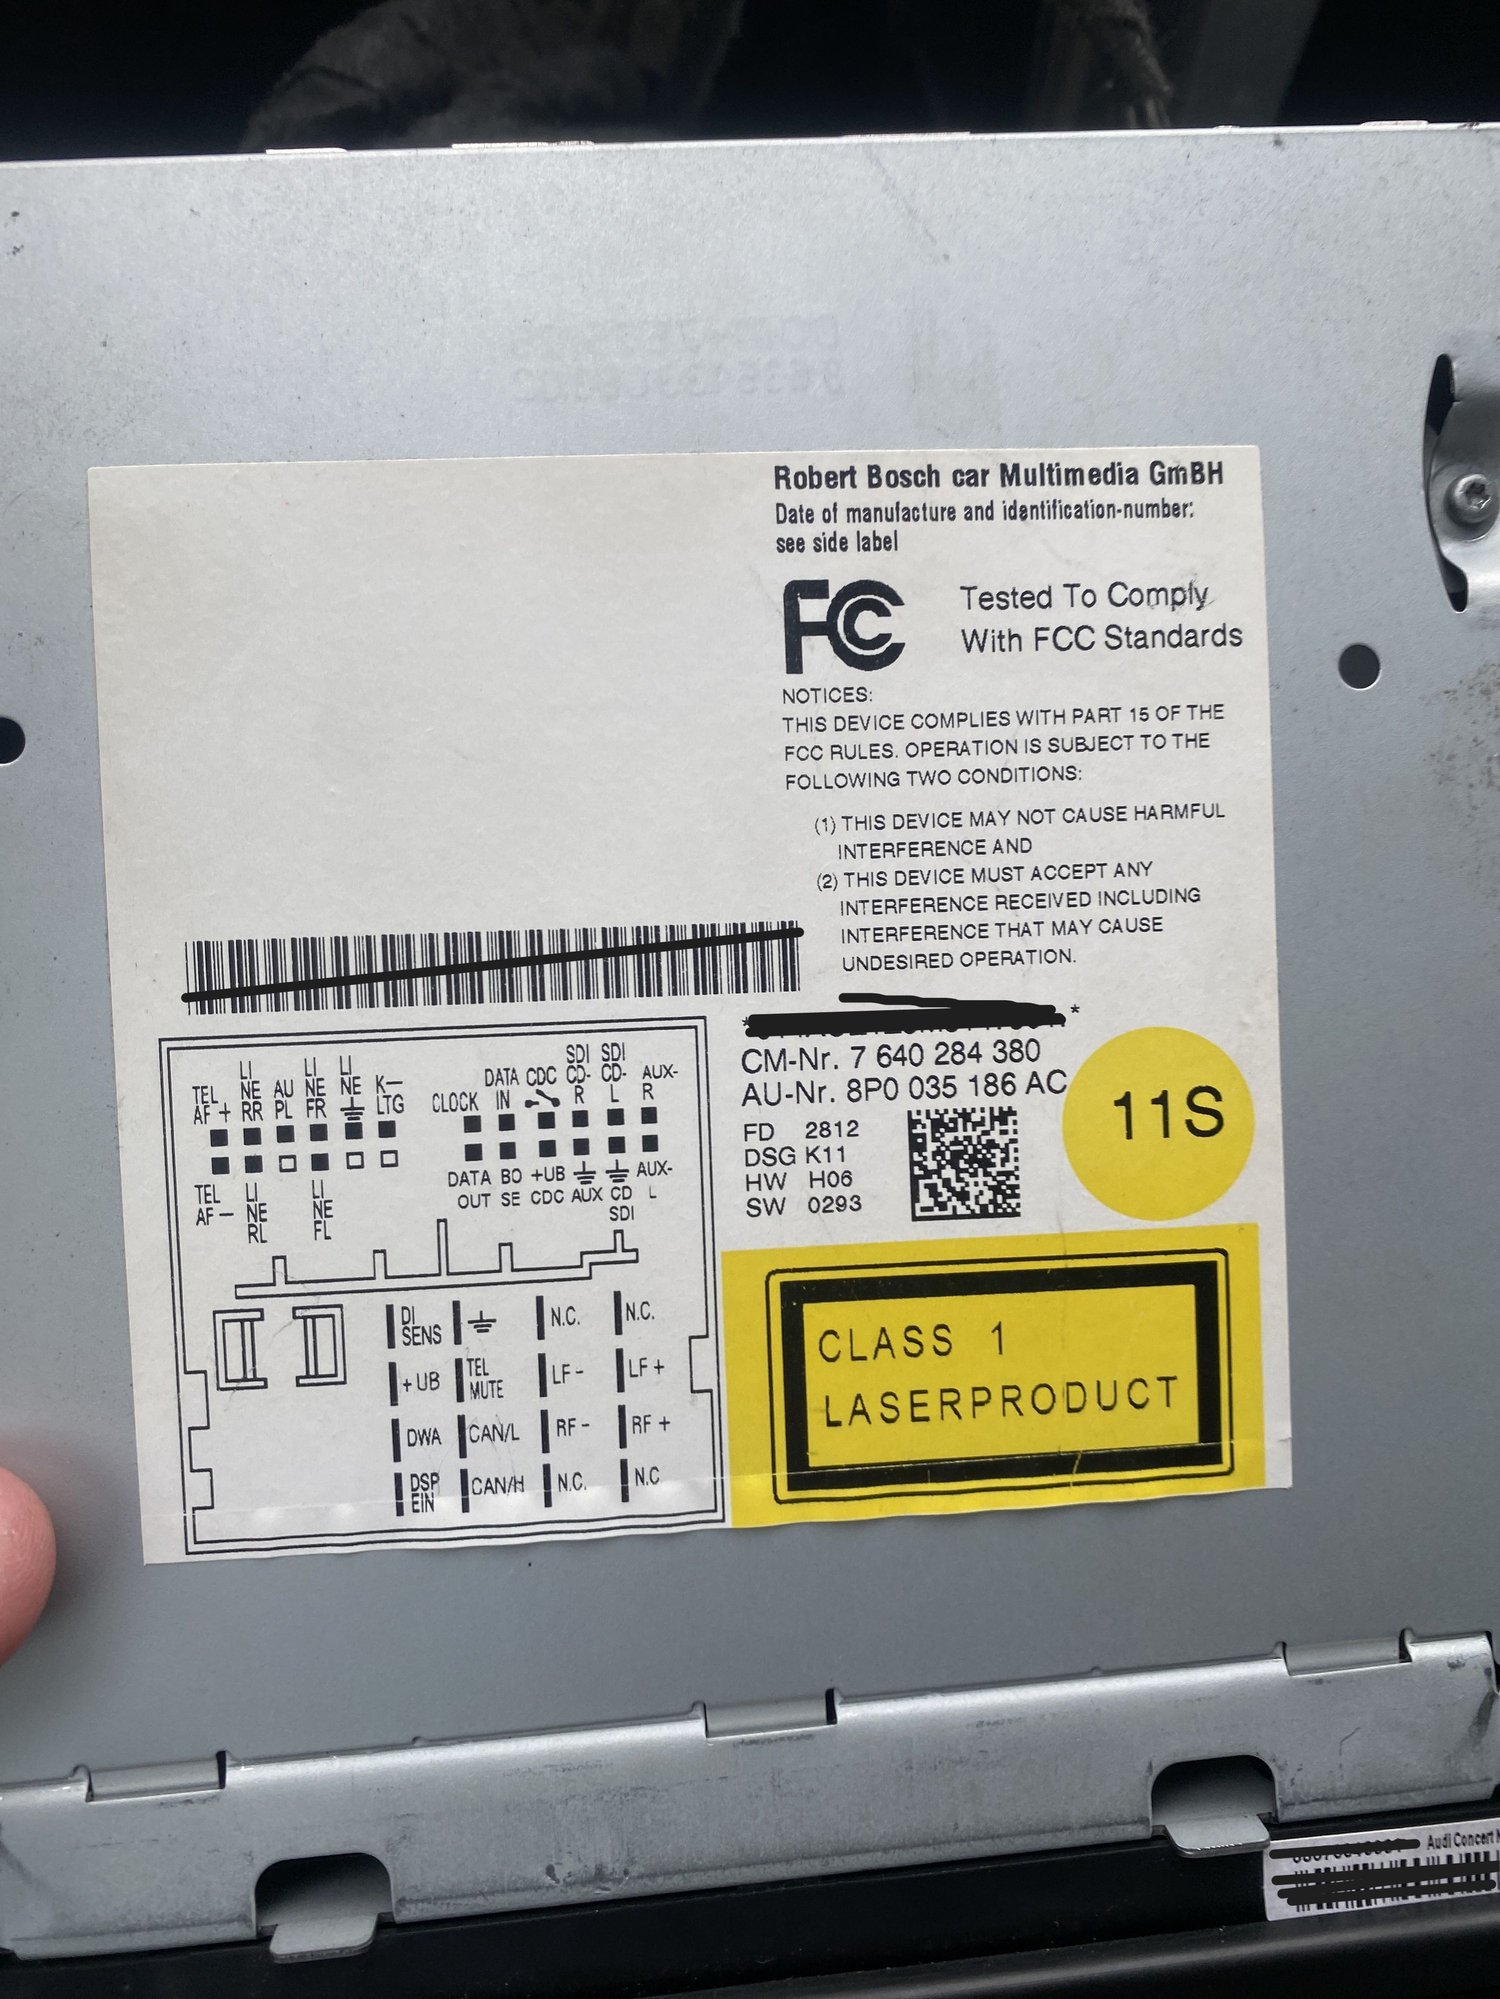 Robert Bosch car Multimedia GmBH
Date of manufacture and identification-number:
see side label
FC
Tested To Comply
With FCC Standards
NOTICES:
THIS DEVICE COMPLIES WITH PART 15 OF THE
FCC RULES. OPERATION IS SUBJECT TO THE
FOLLOWING TWO CONDITIONS:
(1) THIS DEVICE MAY NOT CAUSE HARMFUL
INTERFERENCE AND
(2) THIS DEVICE MUST ACCEPT ANY
INTERFERENCE RECEIVED INCLUDING
INTERFERENCE THAT MAY CAUSE
UNDESIRED OPERATION.
* *
CM-Nr. 7 640 284 380
AU-Nr. 8P0 035 186 AC
FD 2812
DSG K11
HW H06
SW 0293
11S
CLASS 1
LASERPRODUCT
TEL AF+
LI NE RR
AU PL
LI NE FR
LI NE
K- LTG
CLOCK
DATA IN
CDC
SDI CD- R
SDI CD- L
AUX- R
TEL AF-
LI NE RL
LI NE FL
DATA OUT
BO SE
+UB CDC
AUX
CD SDI
AUX- L
DI SENS
N.C.
N.C.
+UB
TEL MUTE
LF-
LF+
DWA
CAN/L
RF-
RF+
DSP EIN
CAN/H
N.C.
N.C
Audi Concert